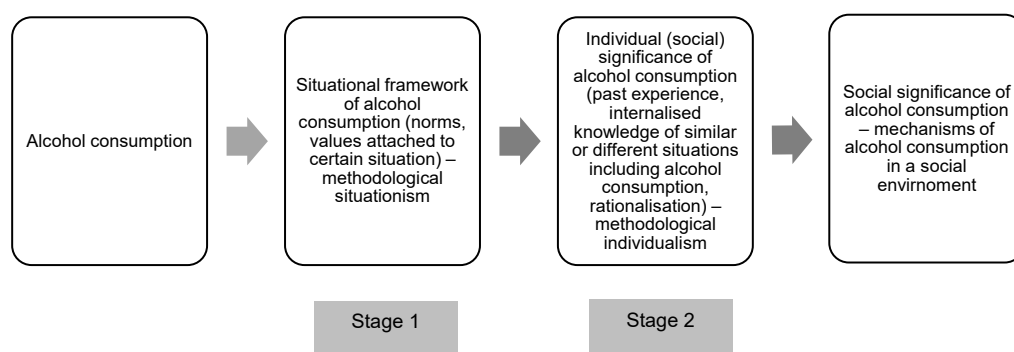 Alcohol consumption
Situational framework
of alcohol
consumption (norms,
values attached to
certain situation) –
methodological
situationism
Individual (social)
significance of
alcohol consumption
(past experience,
internalised
knowledge of similar
or different situations
including alcohol
consumption,
rationalisation) –
methodological
individualism
Social significance of
alcohol consumption
– mechanisms of
alcohol consumption
in a social
envirnoment
Stage 1
Stage 2